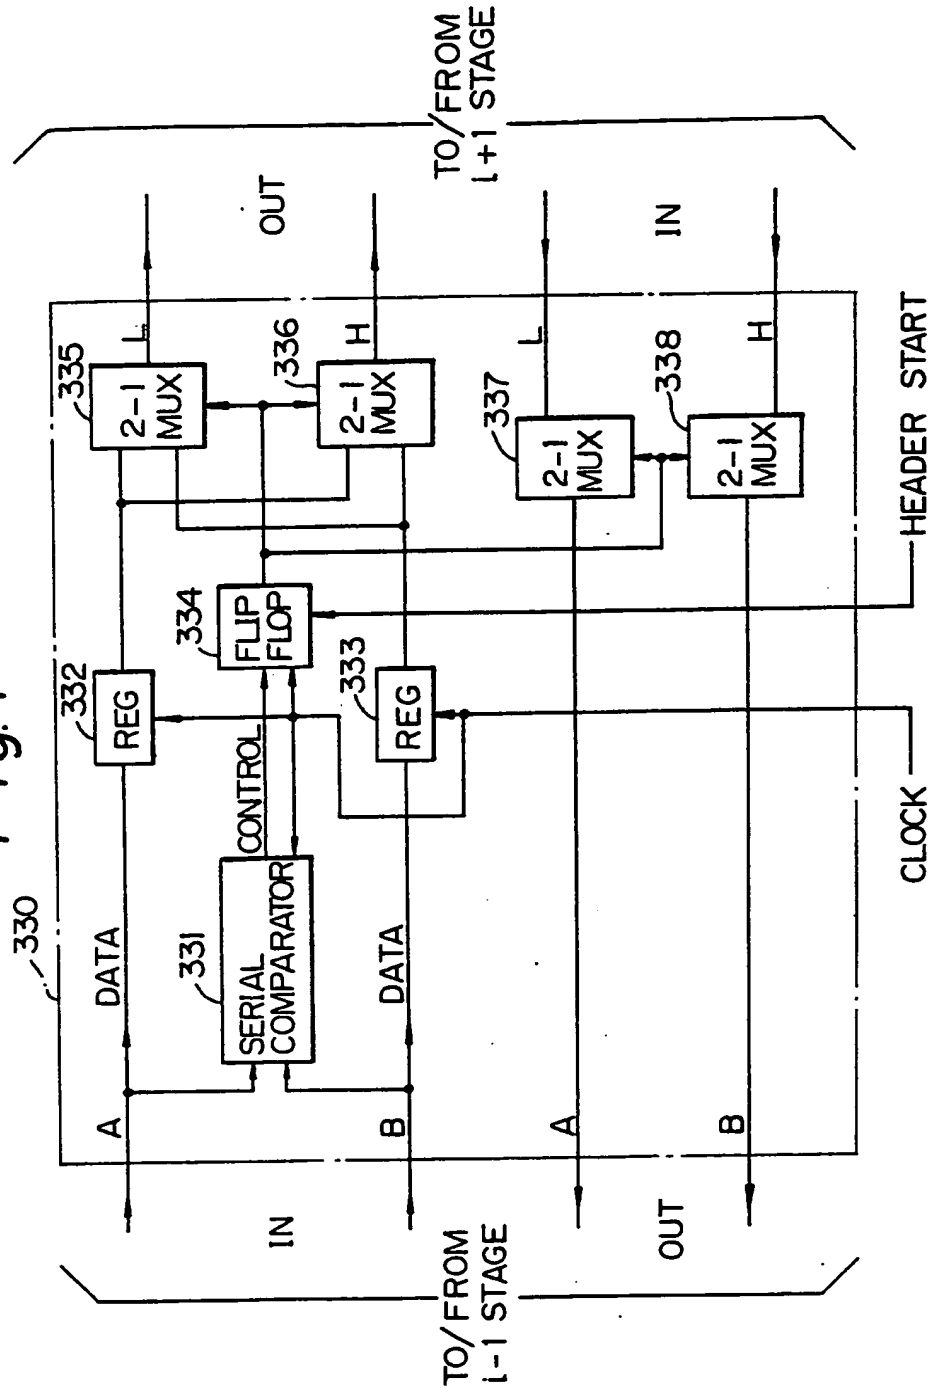 330
TO/FROM
i-1 STAGE
IN
OUT
A
DATA
B
DATA
331
SERIAL
COMPARATOR
CONTROL
332
REG
333
REG
334
FLIP
FLOP
335
2-1
MUX
L
336
2-1
MUX
H
OUT
337
2-1
MUX
L
338
2-1
MUX
H
IN
A
B
TO/FROM
i+1 STAGE
CLOCK
HEADER START